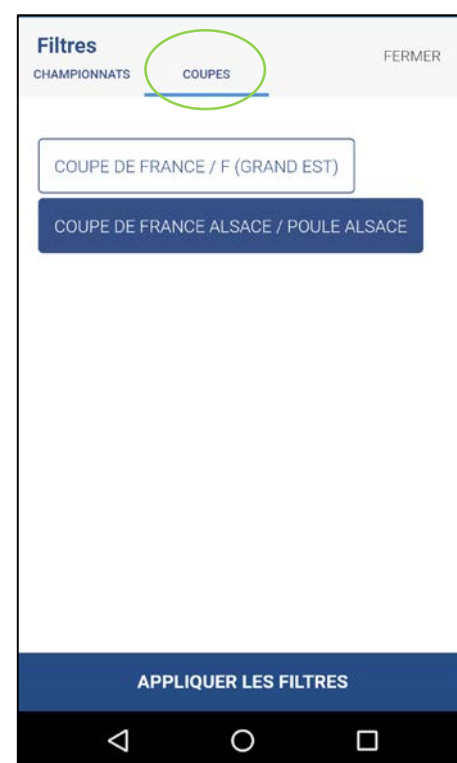 Filtres
FERMER
CHAMPIONNATS COUPES
COUPE DE FRANCE / F (GRAND EST)
COUPE DE FRANCE ALSACE / POULE ALSACE
APPLIQUER LES FILTRES